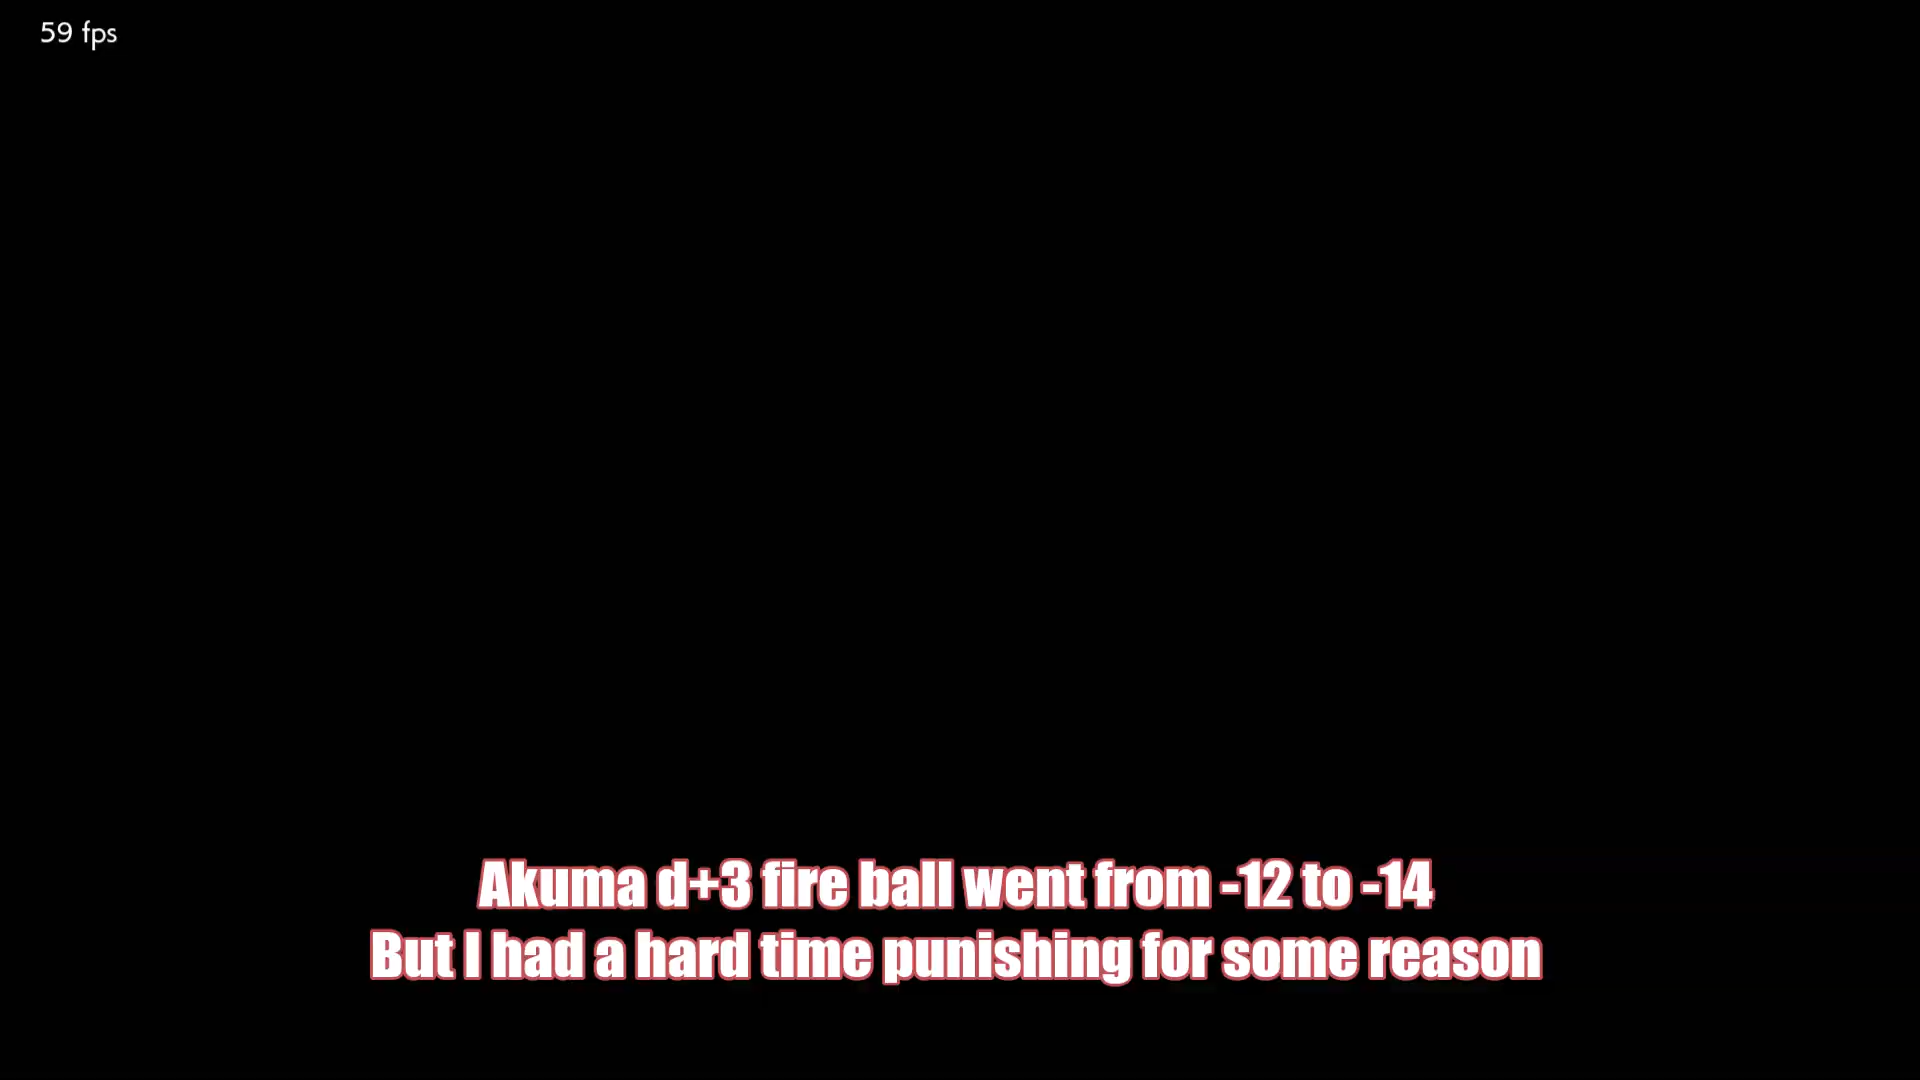 59 fps
Akuma d+3 fire ball went from -12 to -14
But I had a hard time punishing for some reason